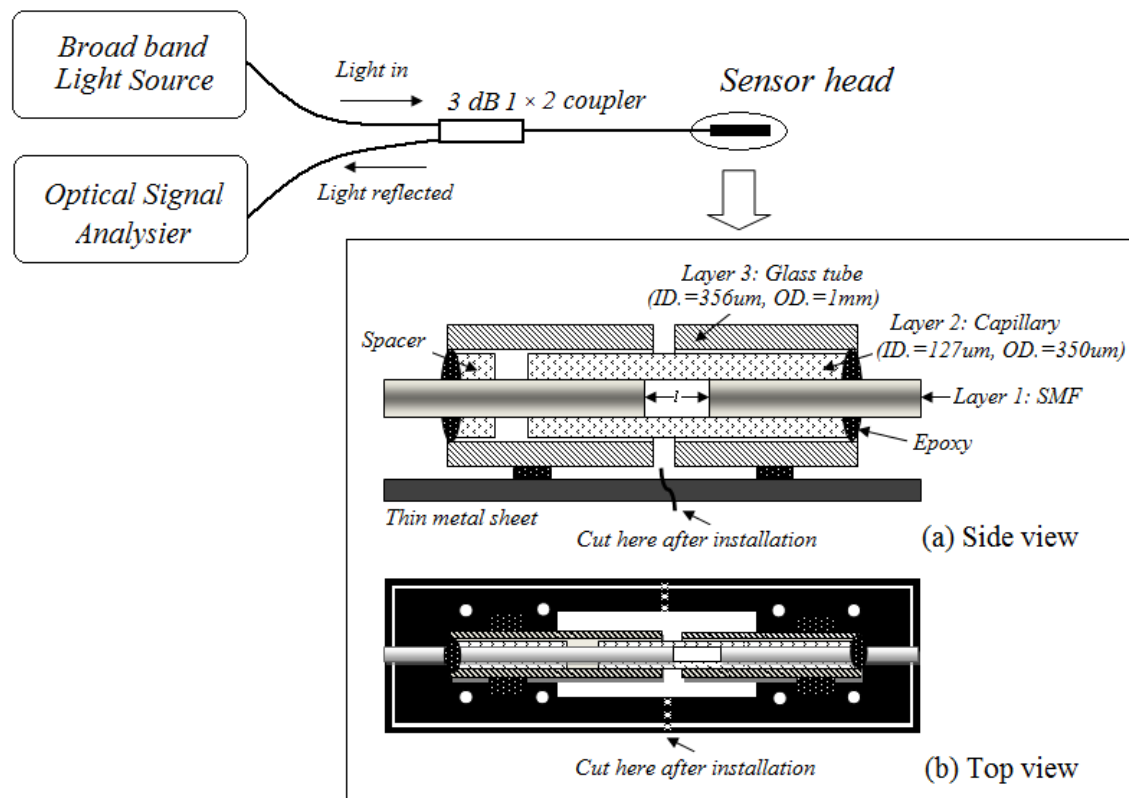 Broad band
Light Source
Light in
3 dB 1 × 2 coupler
Sensor head
Optical Signal
Analysier
Light reflected
Layer 3: Glass tube
(ID.=356um, OD.=1mm)
Spacer
Layer 2: Capillary
(ID.=127um, OD.=350um)
l
Layer 1: SMF
Epoxy
Thin metal sheet
Cut here after installation
(a) Side view
Cut here after installation
(b) Top view